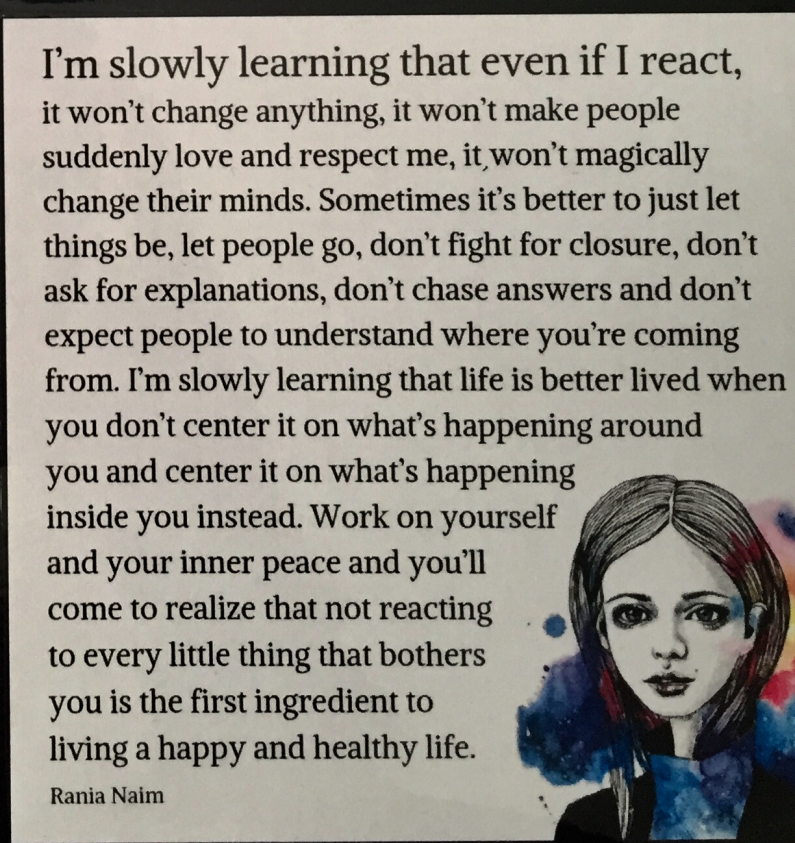 I'm slowly learning that even if I react,
it won't change anything, it won't make people
suddenly love and respect me, it won't magically
change their minds. Sometimes it's better to just let
things be, let people go, don't fight for closure, don't
ask for explanations, don't chase answers and don't
expect people to understand where you're coming
from. I'm slowly learning that life is better lived when
you don't center it on what's happening around
you and center it on what's happening
inside you instead. Work on yourself
and your inner peace and you'll
come to realize that not reacting
to every little thing that bothers
you is the first ingredient to
living a happy and healthy life.
Rania Naim